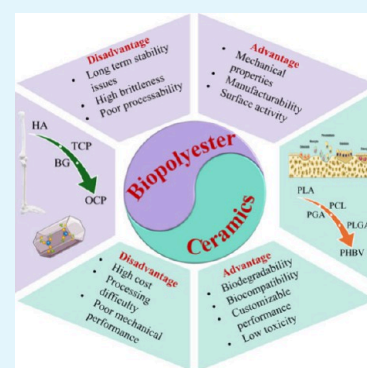 Disadvantage
• Long term stability
issues
• High brittleness
• Poor processability
Advantage
• Mechanical
properties
• Manufacturability
• Surface activity
HA
TCP
BG
OCP
Biopolyester
Ceramics
PLA
PCL
PGA
PLGA
PHBV
Disadvantage
• High cost
• Processing
difficulty
• Poor mechanical
performance
Advantage
• Biodegradability
• Biocompatibility
• Customizable
performance
• Low toxicity